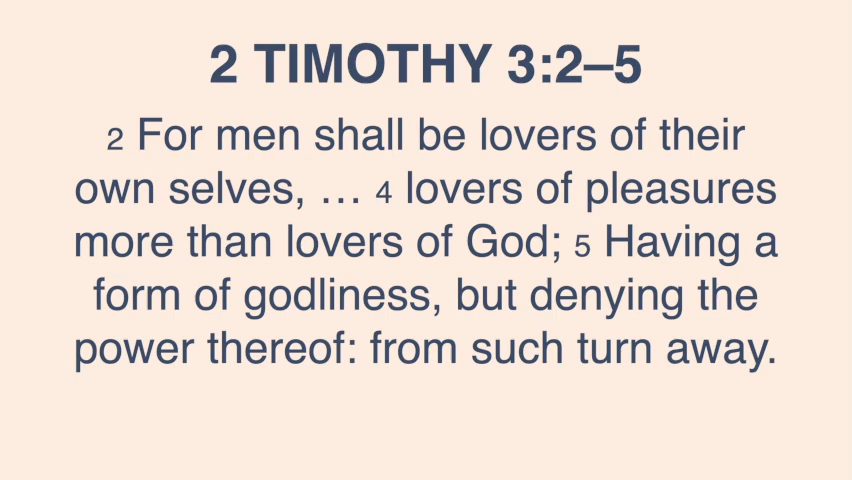 2 TIMOTHY 3:2–5
2 For men shall be lovers of their
own selves, … 4 lovers of pleasures
more than lovers of God; 5 Having a
form of godliness, but denying the
power thereof: from such turn away.